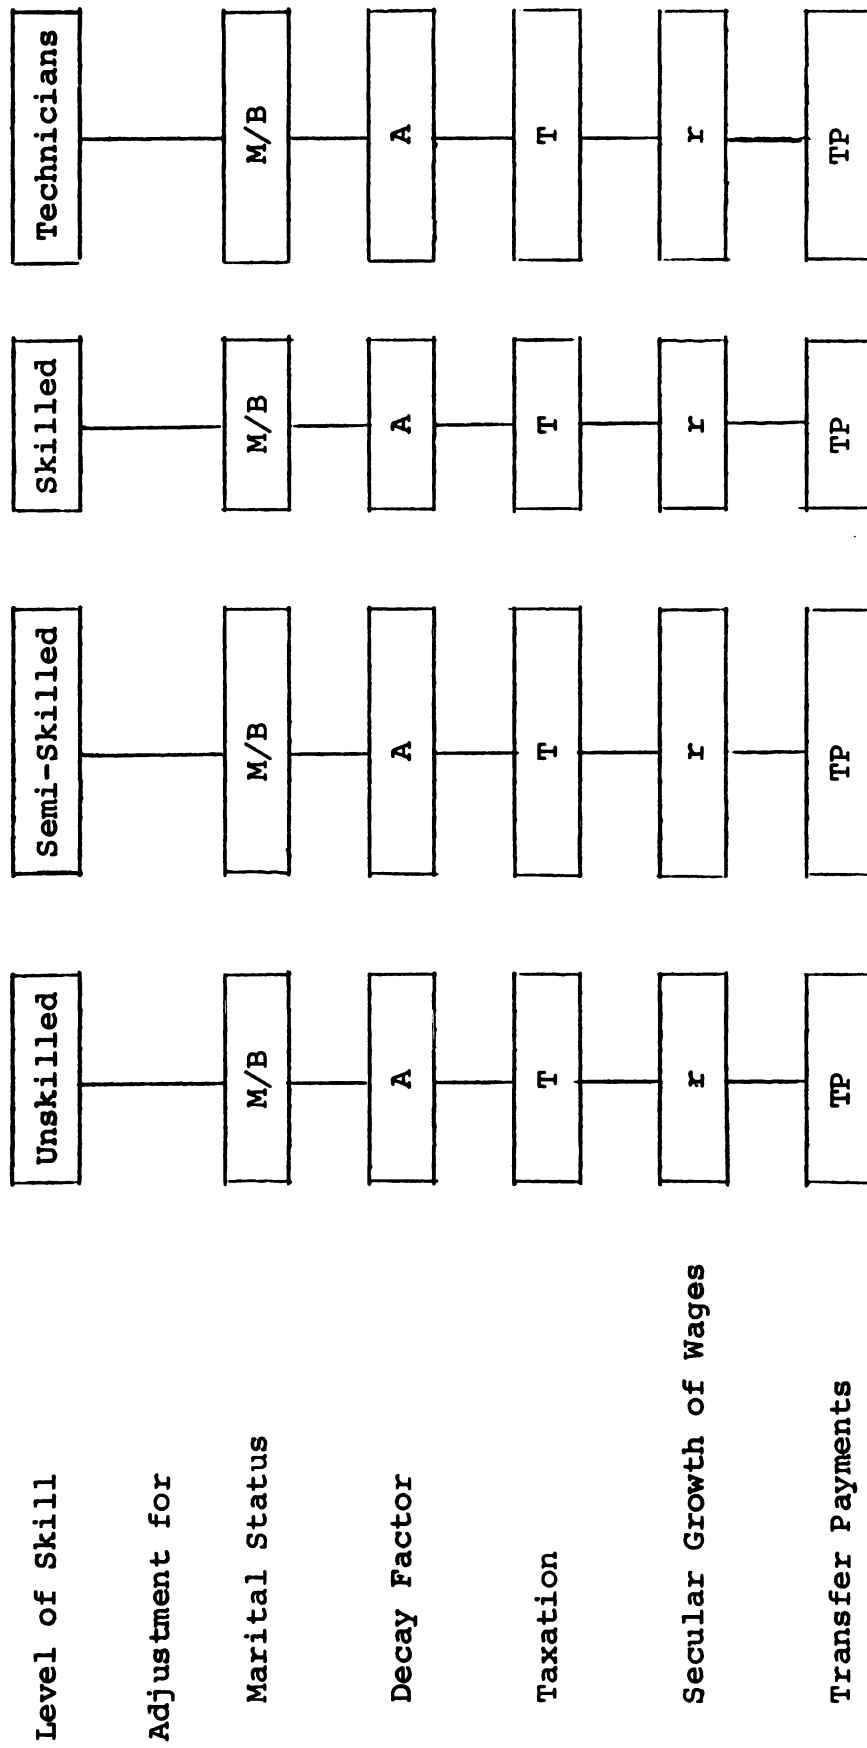 Level of Skill Unskilled Semi-Skilled Skilled Technicians
Adjustment for
Marital Status M/B M/B M/B M/B
Decay Factor A A A A
Taxation T T T T
Secular Growth of Wages r r r r
Transfer Payments TP TP TP TP